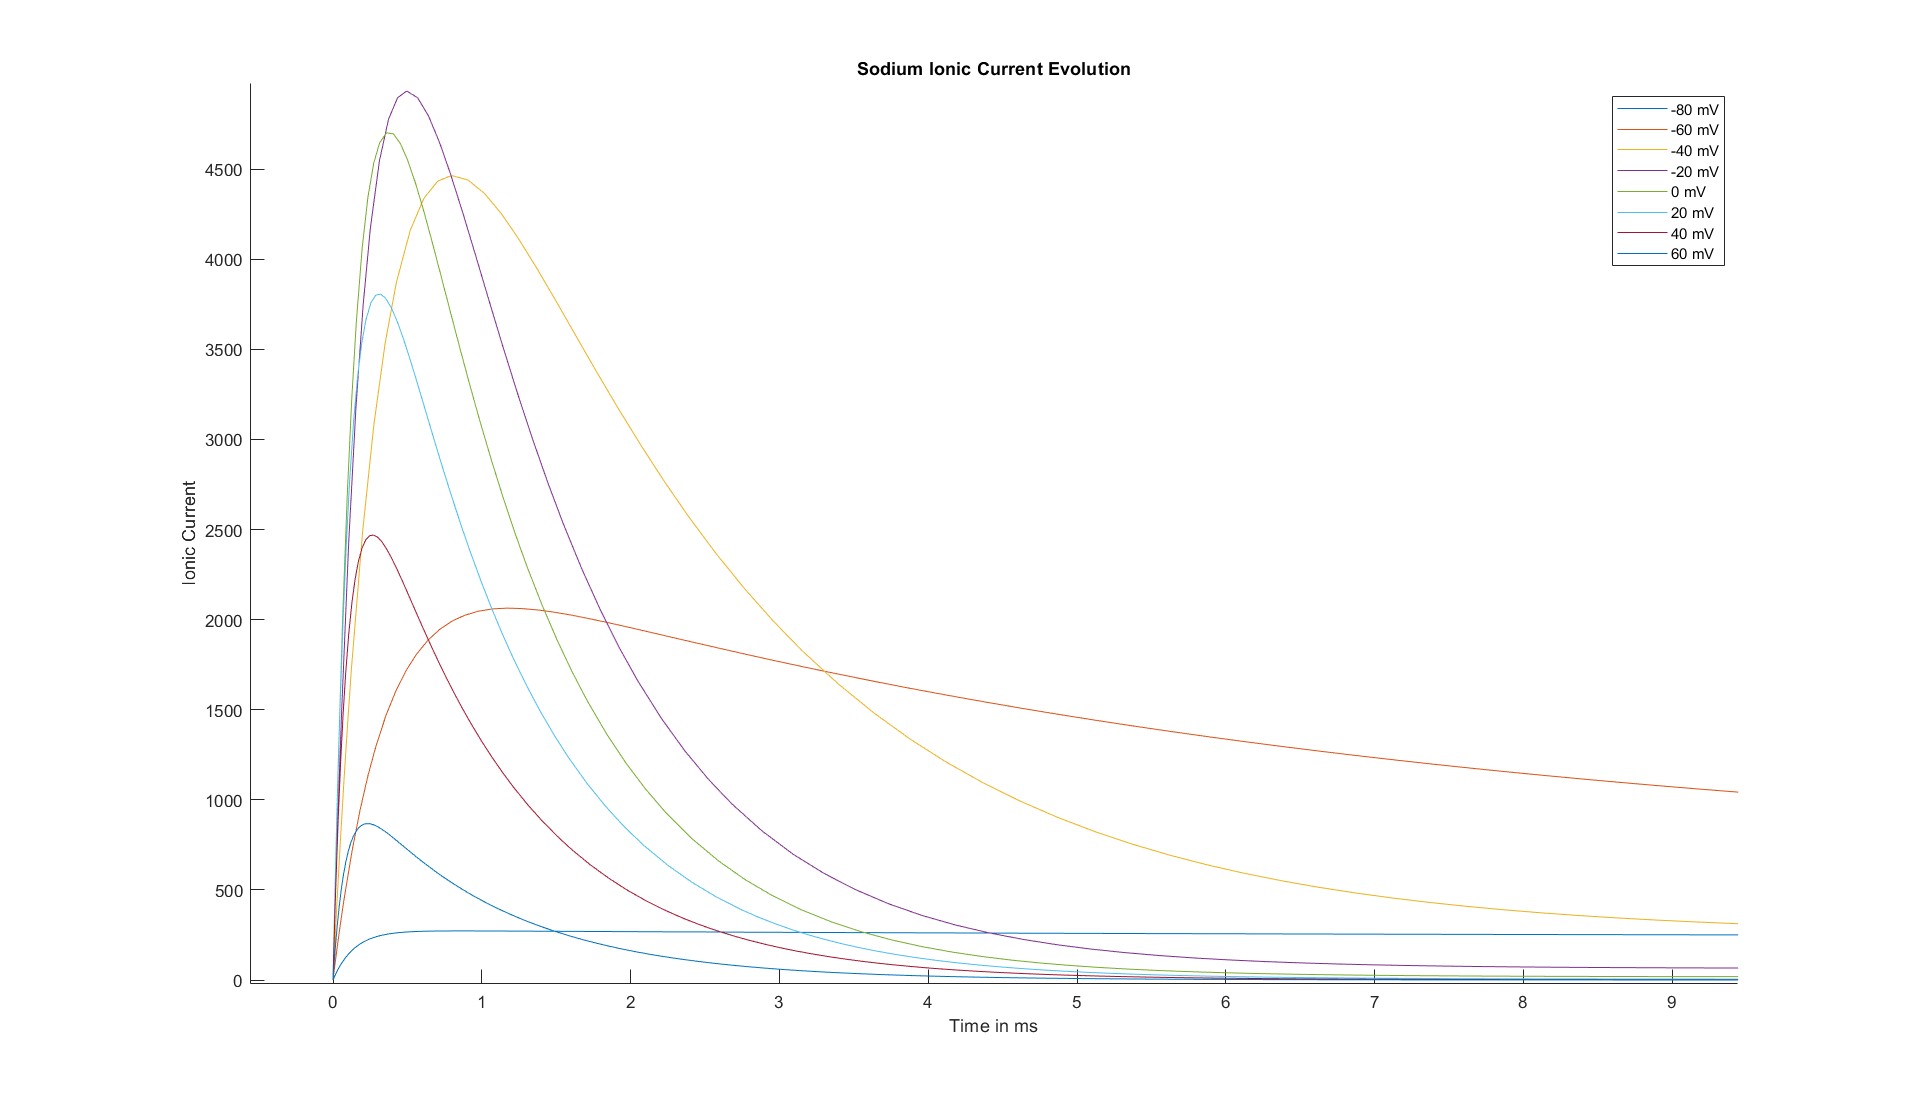 Sodium Ionic Current Evolution
-80 mV
-60 mV
-40 mV
-20 mV
0 mV
20 mV
40 mV
60 mV
4500
4000
3500
3000
2500
2000
1500
1000
500
0
Ionic Current
0 1 2 3 4 5 6 7 8 9
Time in ms